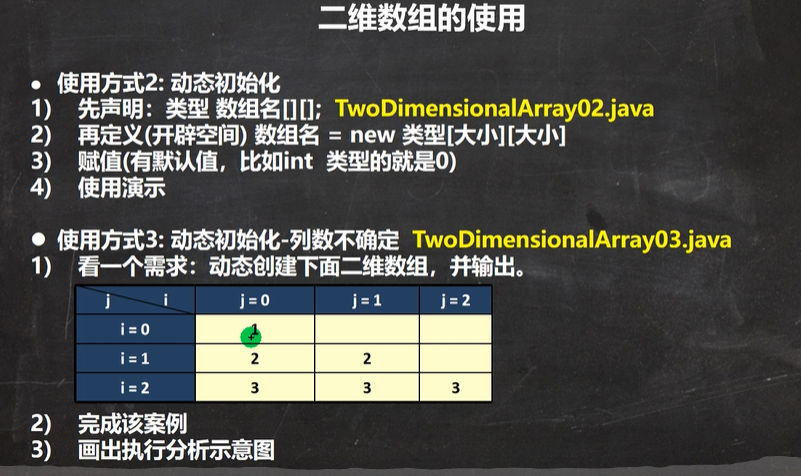 二维数组的使用
● 使用方式2: 动态初始化
1) 先声明：类型 数组名[][]; TwoDimensionalArray02.java
2) 再定义(开辟空间) 数组名 = new 类型[大小][大小]
3) 赋值(有默认值，比如int 类型的就是0)
4) 使用演示
● 使用方式3: 动态初始化-列数不确定 TwoDimensionalArray03.java
1) 看一个需求：动态创建下面二维数组，并输出。
j i j = 0 j = 1 j = 2
i = 0 1
i = 1 2 2
i = 2 3 3 3
2) 完成该案例
3) 画出执行分析示意图